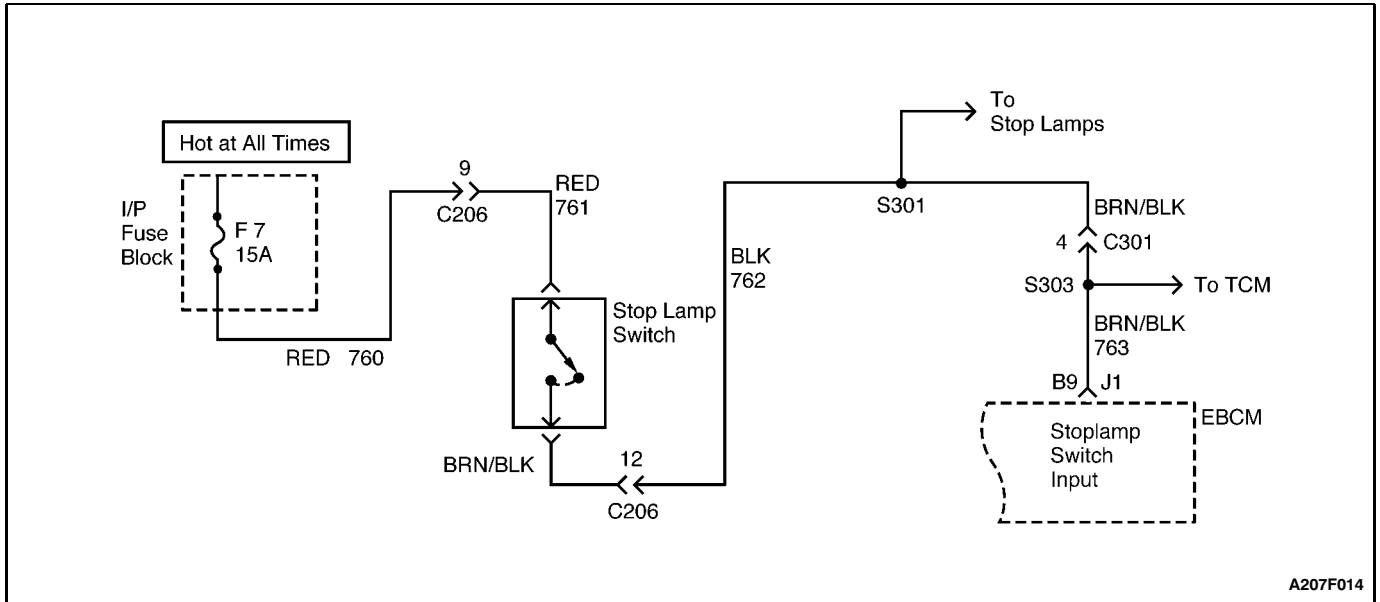 Hot at All Times
I/P
Fuse
Block
F 7
15A
RED 760
9
C206
RED
761
Stop Lamp
Switch
BRN/BLK
12
C206
BLK
762
To
Stop Lamps
S301
BRN/BLK
4 C301
S303
To TCM
BRN/BLK
763
B9 J1
EBCM
Stoplamp
Switch
Input
A207F014